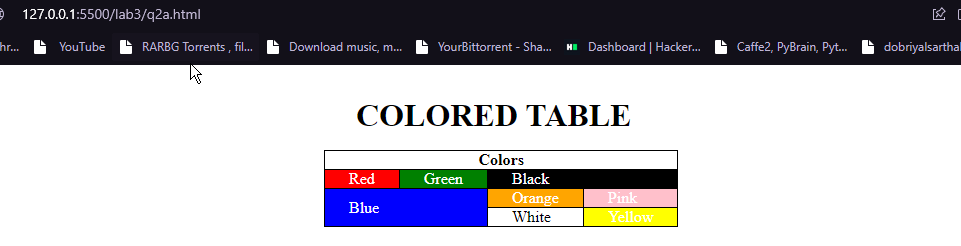 127.0.0.1:5500/lab3/q2a.html
hr... YouTube RARBG Torrents , fil... Download music, m... YourBittorrent - Sha... Dashboard | Hacker... Caffe2, PyBrain, Pyt... dobriyalsartha
COLORED TABLE
Colors
Red Green Black
Blue Orange Pink
White Yellow